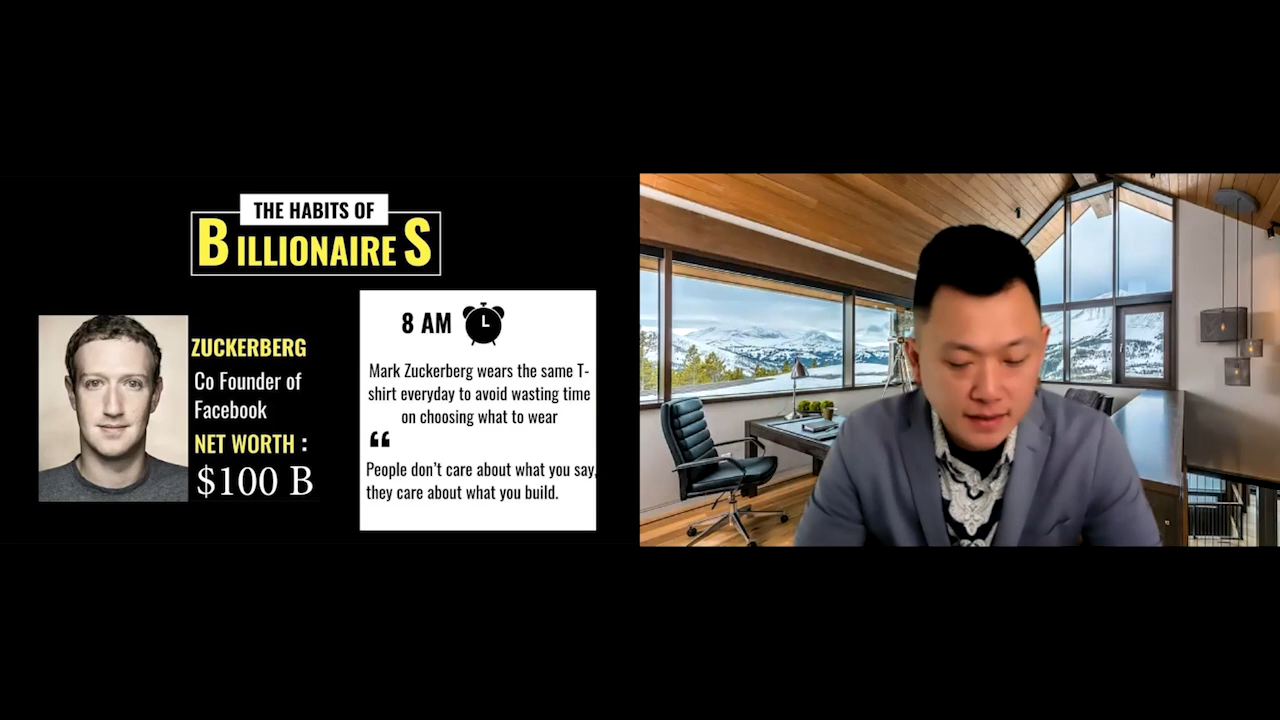 THE HABITS OF
BILLIONAIRES
ZUCKERBERG
Co Founder of
Facebook
NET WORTH :
$100 B
8 AM
Mark Zuckerberg wears the same T-
shirt everyday to avoid wasting time
on choosing what to wear
“
People don’t care about what you say,
they care about what you build.